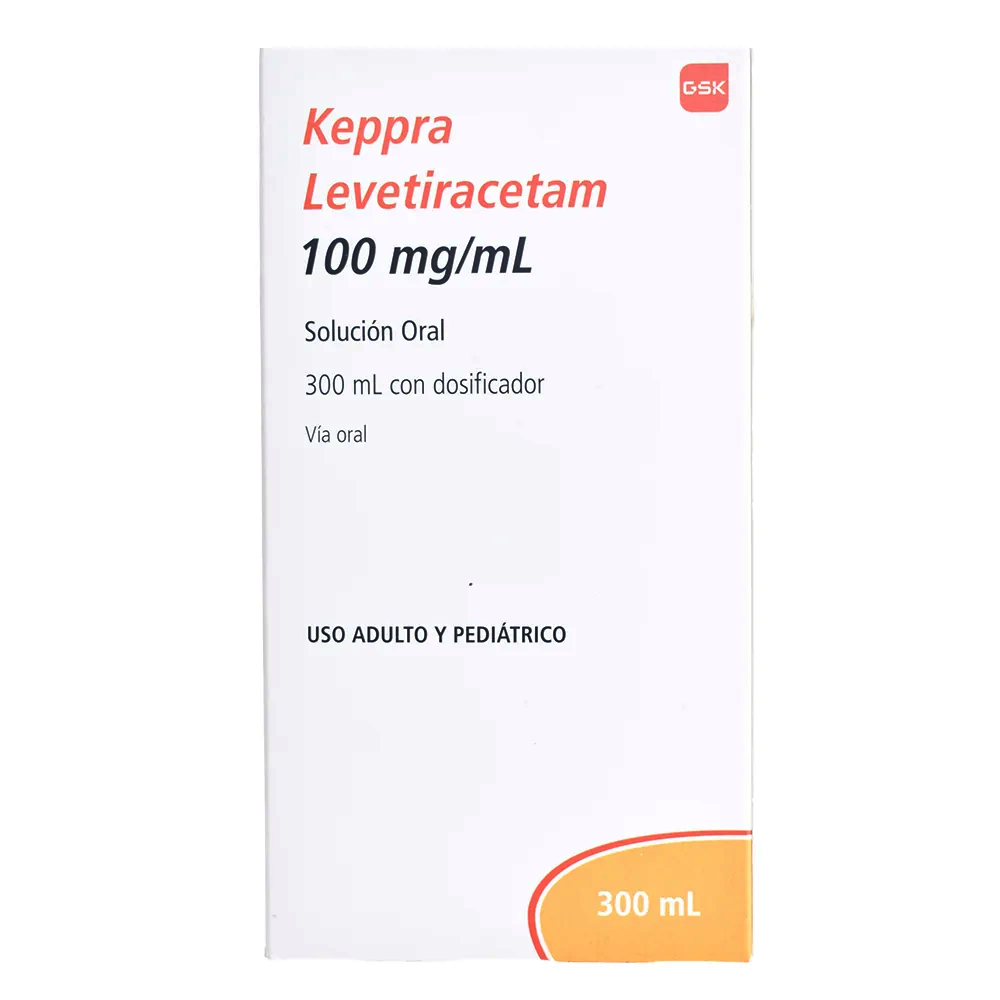 GSK
Keppra
Levetiracetam
100 mg/mL
Solución Oral
300 mL con dosificador
Vía oral
USO ADULTO Y PEDIÁTRICO
300 mL